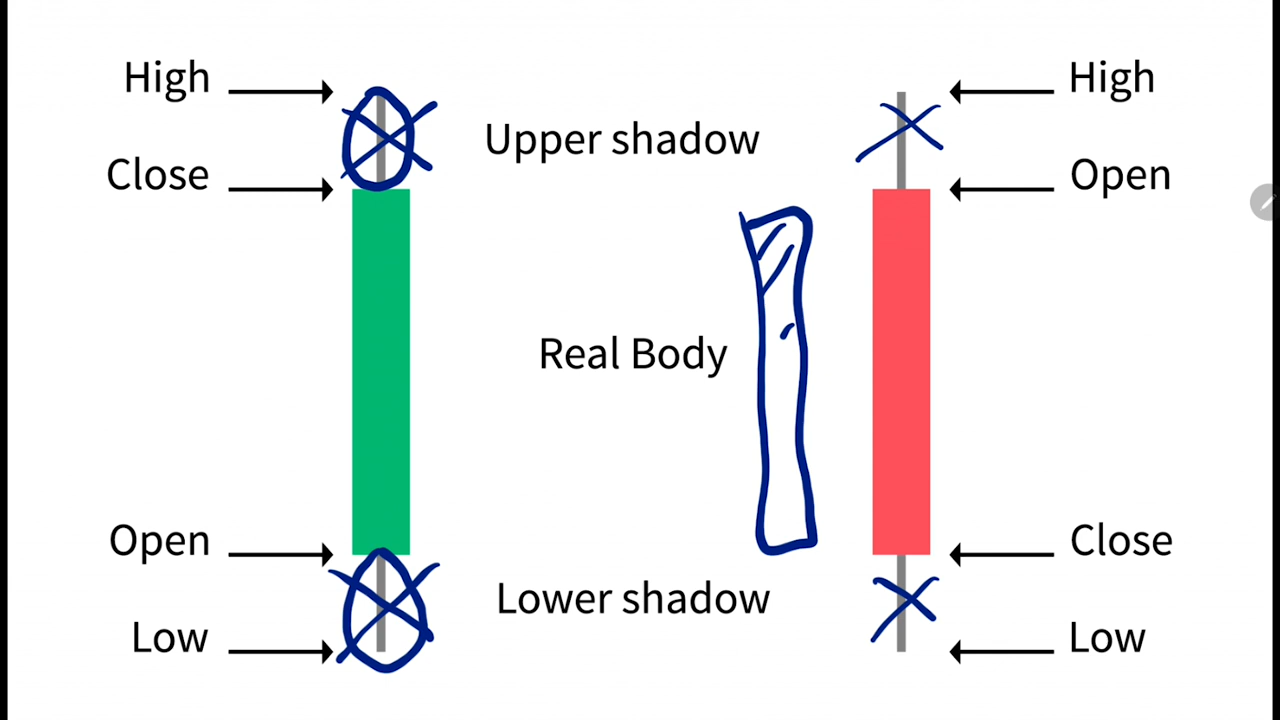 High
High
Upper shadow
Close
Open
Real Body
Open
Close
Lower shadow
Low
Low